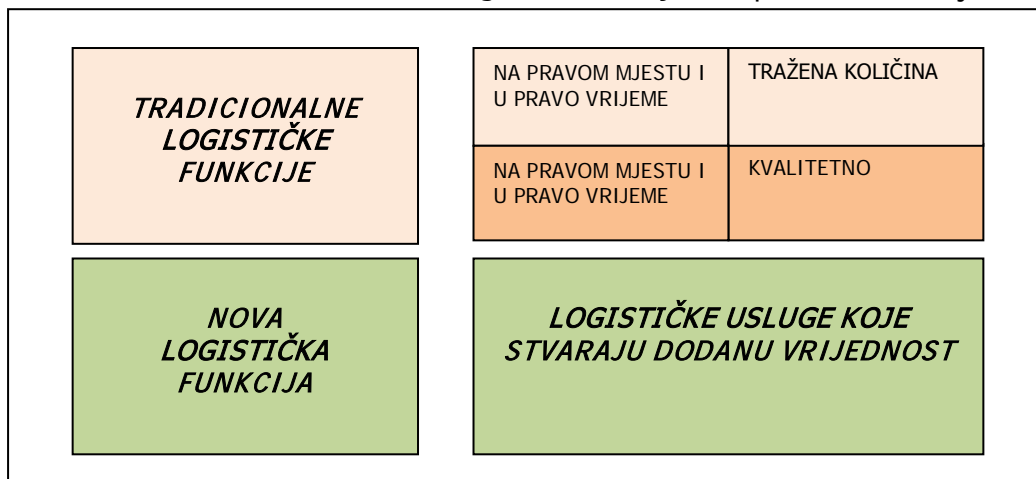 TRADICIONALNE
LOGISTIČKE
FUNKCIJE
NA PRAVOM MJESTU I
U PRAVO VRIJEME
TRAŽENA KOLIČINA
NA PRAVOM MJESTU I
U PRAVO VRIJEME
KVALITETNO
NOVA
LOGISTIČKA
FUNKCIJA
LOGISTIČKE USLUGE KOJE
STVARAJU DODANU VRIJEDNOST